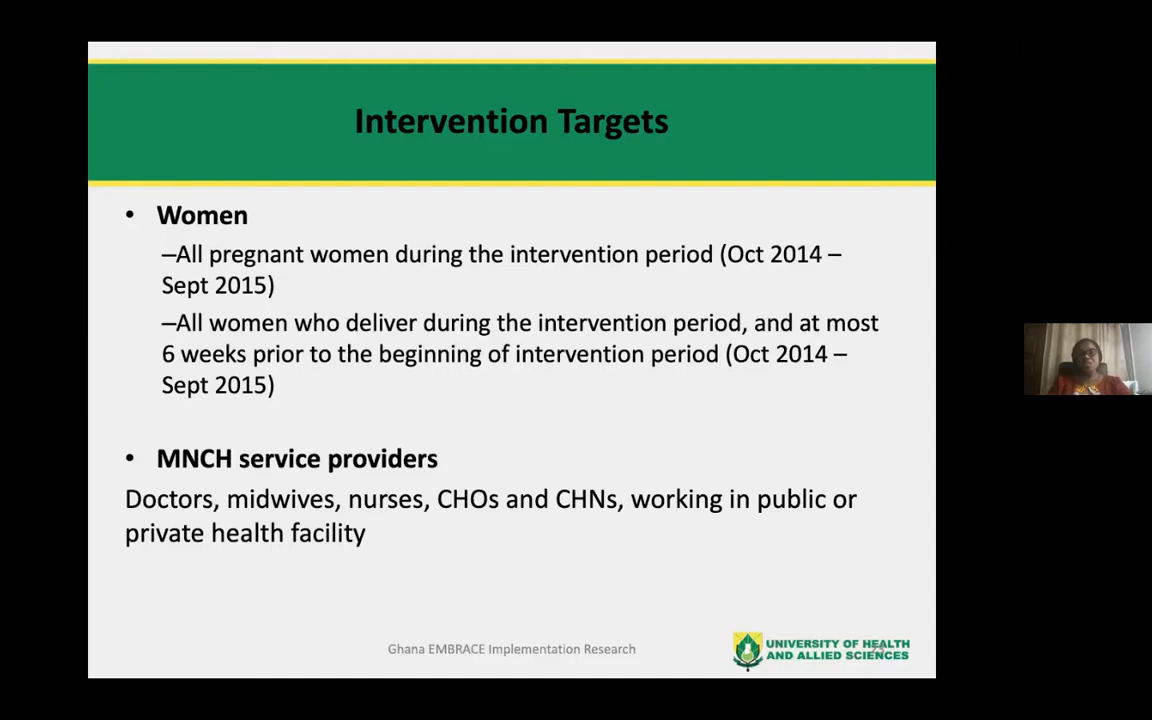 Intervention Targets
• Women
–All pregnant women during the intervention period (Oct 2014 –
Sept 2015)
–All women who deliver during the intervention period, and at most
6 weeks prior to the beginning of intervention period (Oct 2014 –
Sept 2015)
• MNCH service providers
Doctors, midwives, nurses, CHOs and CHNs, working in public or
private health facility
Ghana EMBRACE Implementation Research
UNIVERSITY OF HEALTH
AND ALLIED SCIENCES